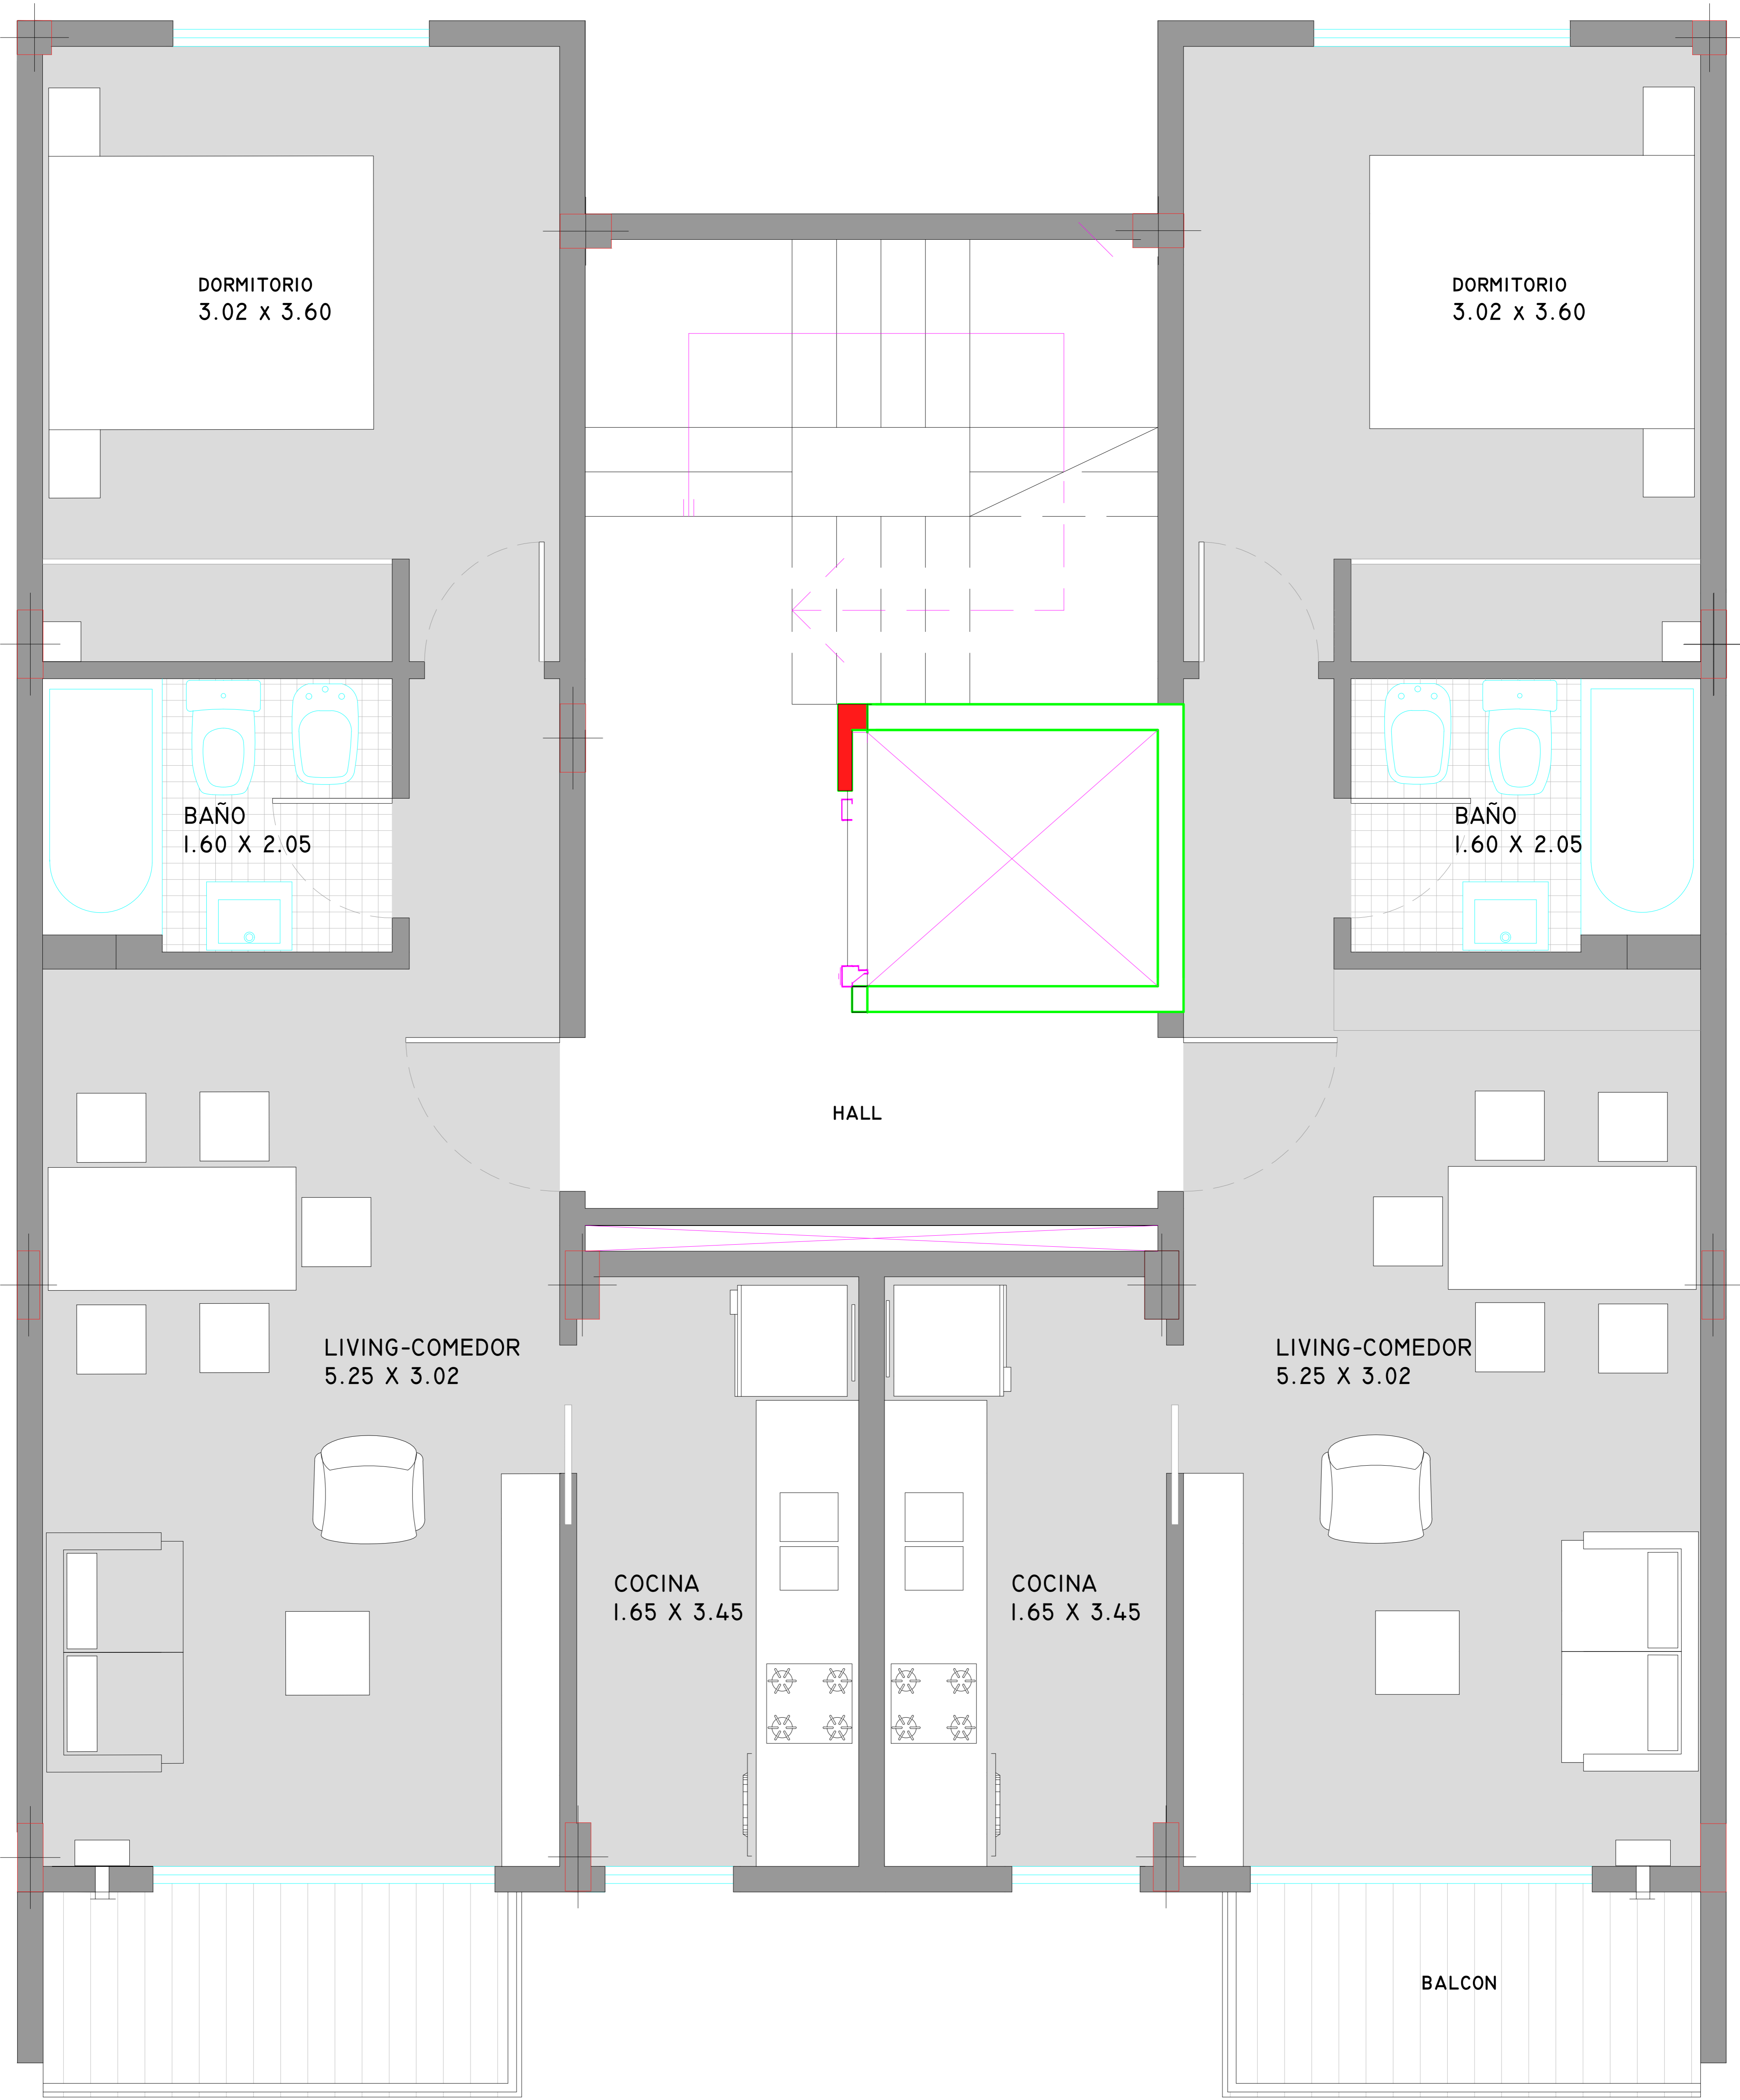 DORMITORIO
3.02 x 3.60
DORMITORIO
3.02 x 3.60
BAÑO
1.60 X 2.05
BAÑO
1.60 X 2.05
HALL
LIVING-COMEDOR
5.25 X 3.02
LIVING-COMEDOR
5.25 X 3.02
COCINA
1.65 X 3.45
COCINA
1.65 X 3.45
BALCON